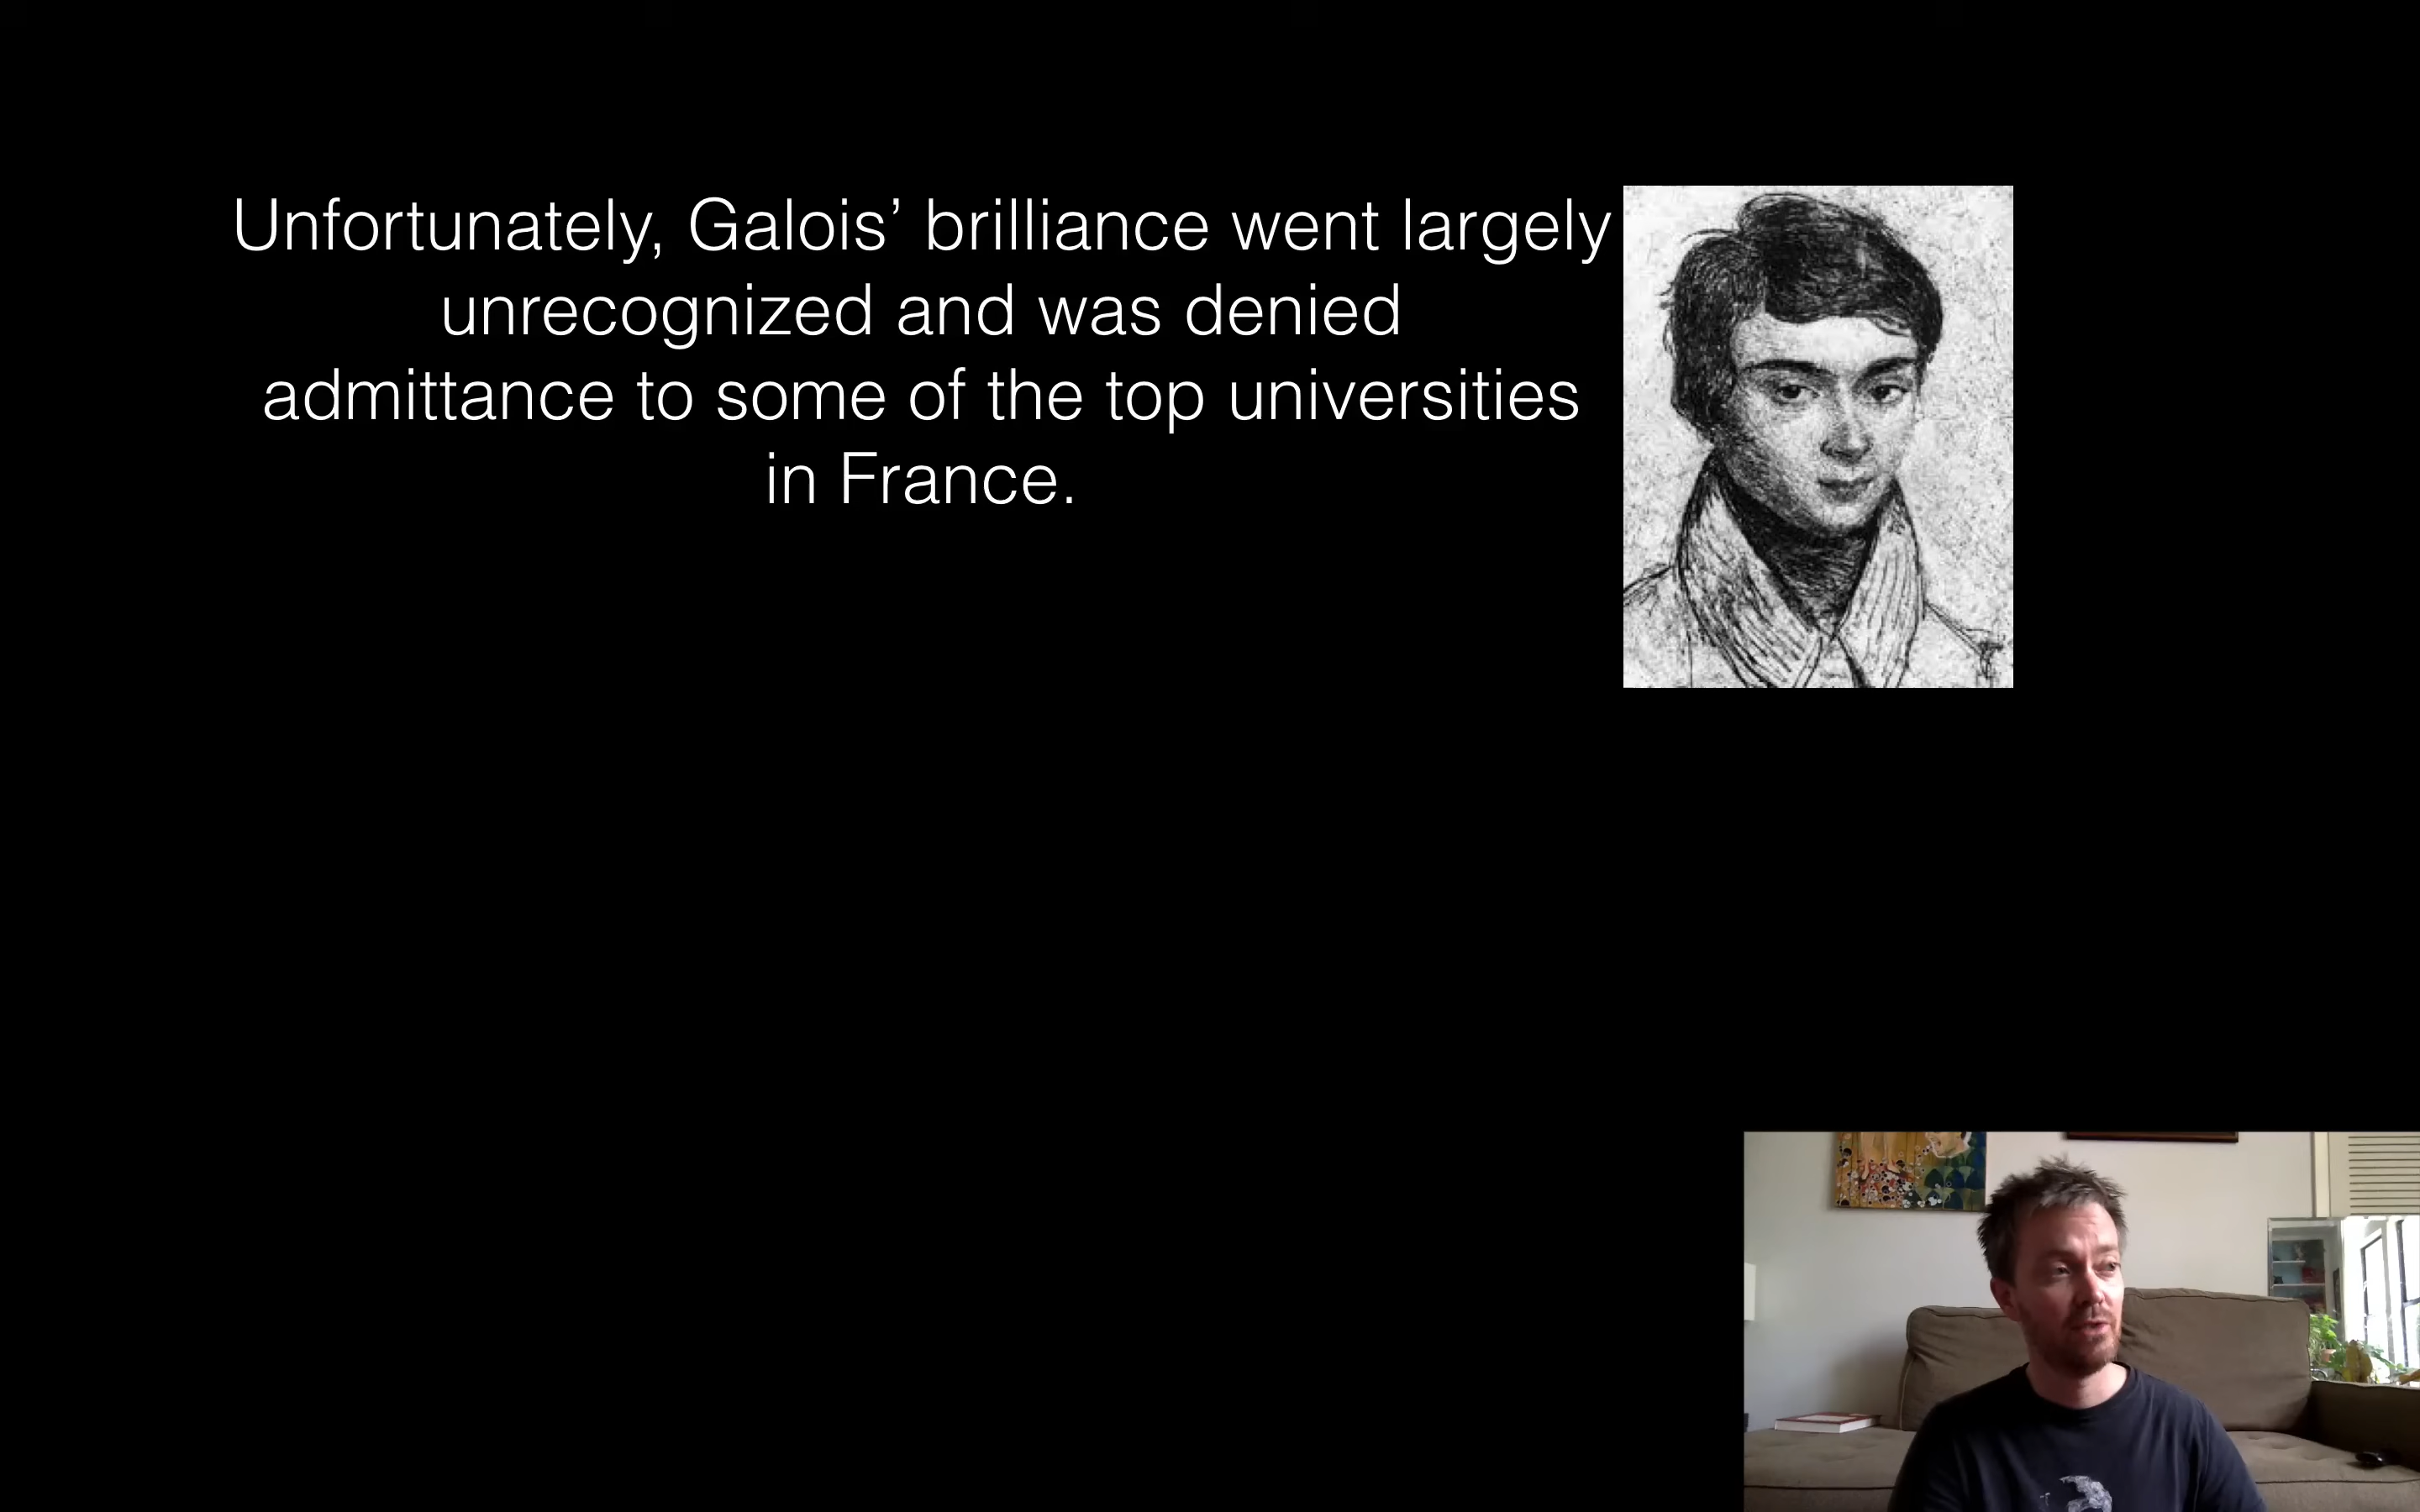 Unfortunately, Galois’ brilliance went largely
unrecognized and was denied
admittance to some of the top universities
in France.